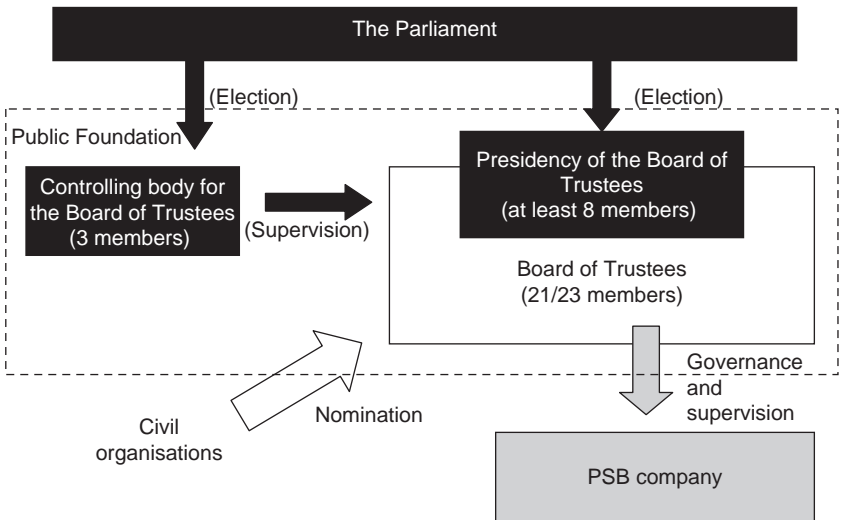 The Parliament
(Election)
(Election)
Public Foundation
Controlling body for
the Board of Trustees
(3 members)
(Supervision)
Presidency of the Board of
Trustees
(at least 8 members)
Board of Trustees
(21/23 members)
Governance
and
supervision
Nomination
Civil
organisations
PSB company